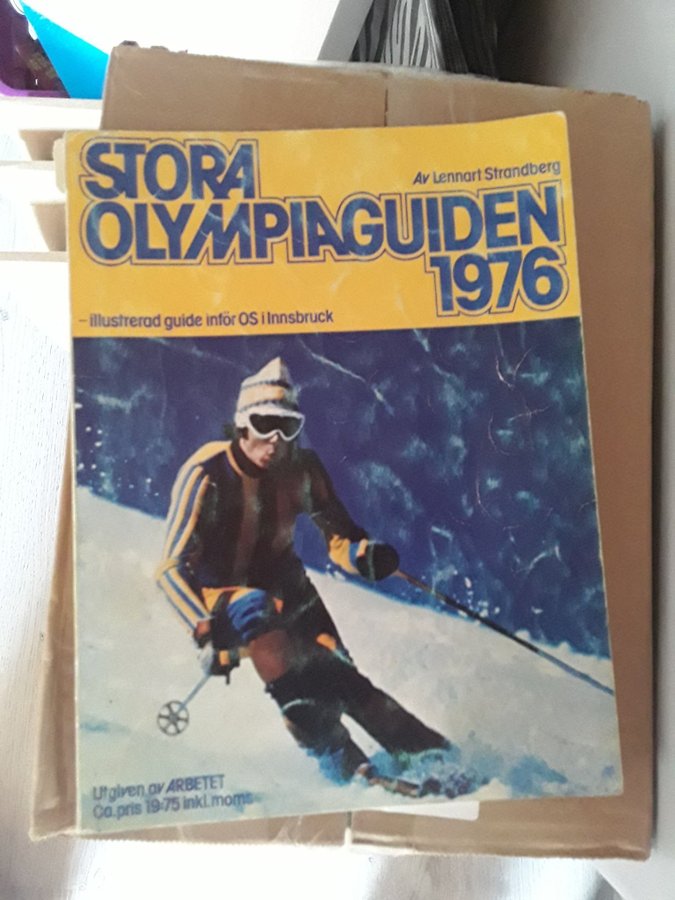 STORA
Av Lennart Strandberg
OLYMPIAGUIDEN
1976
– illustrerad guide inför OS i Innsbruck
Utgiven av ARBETET
Ca. pris 19:75 inkl. moms